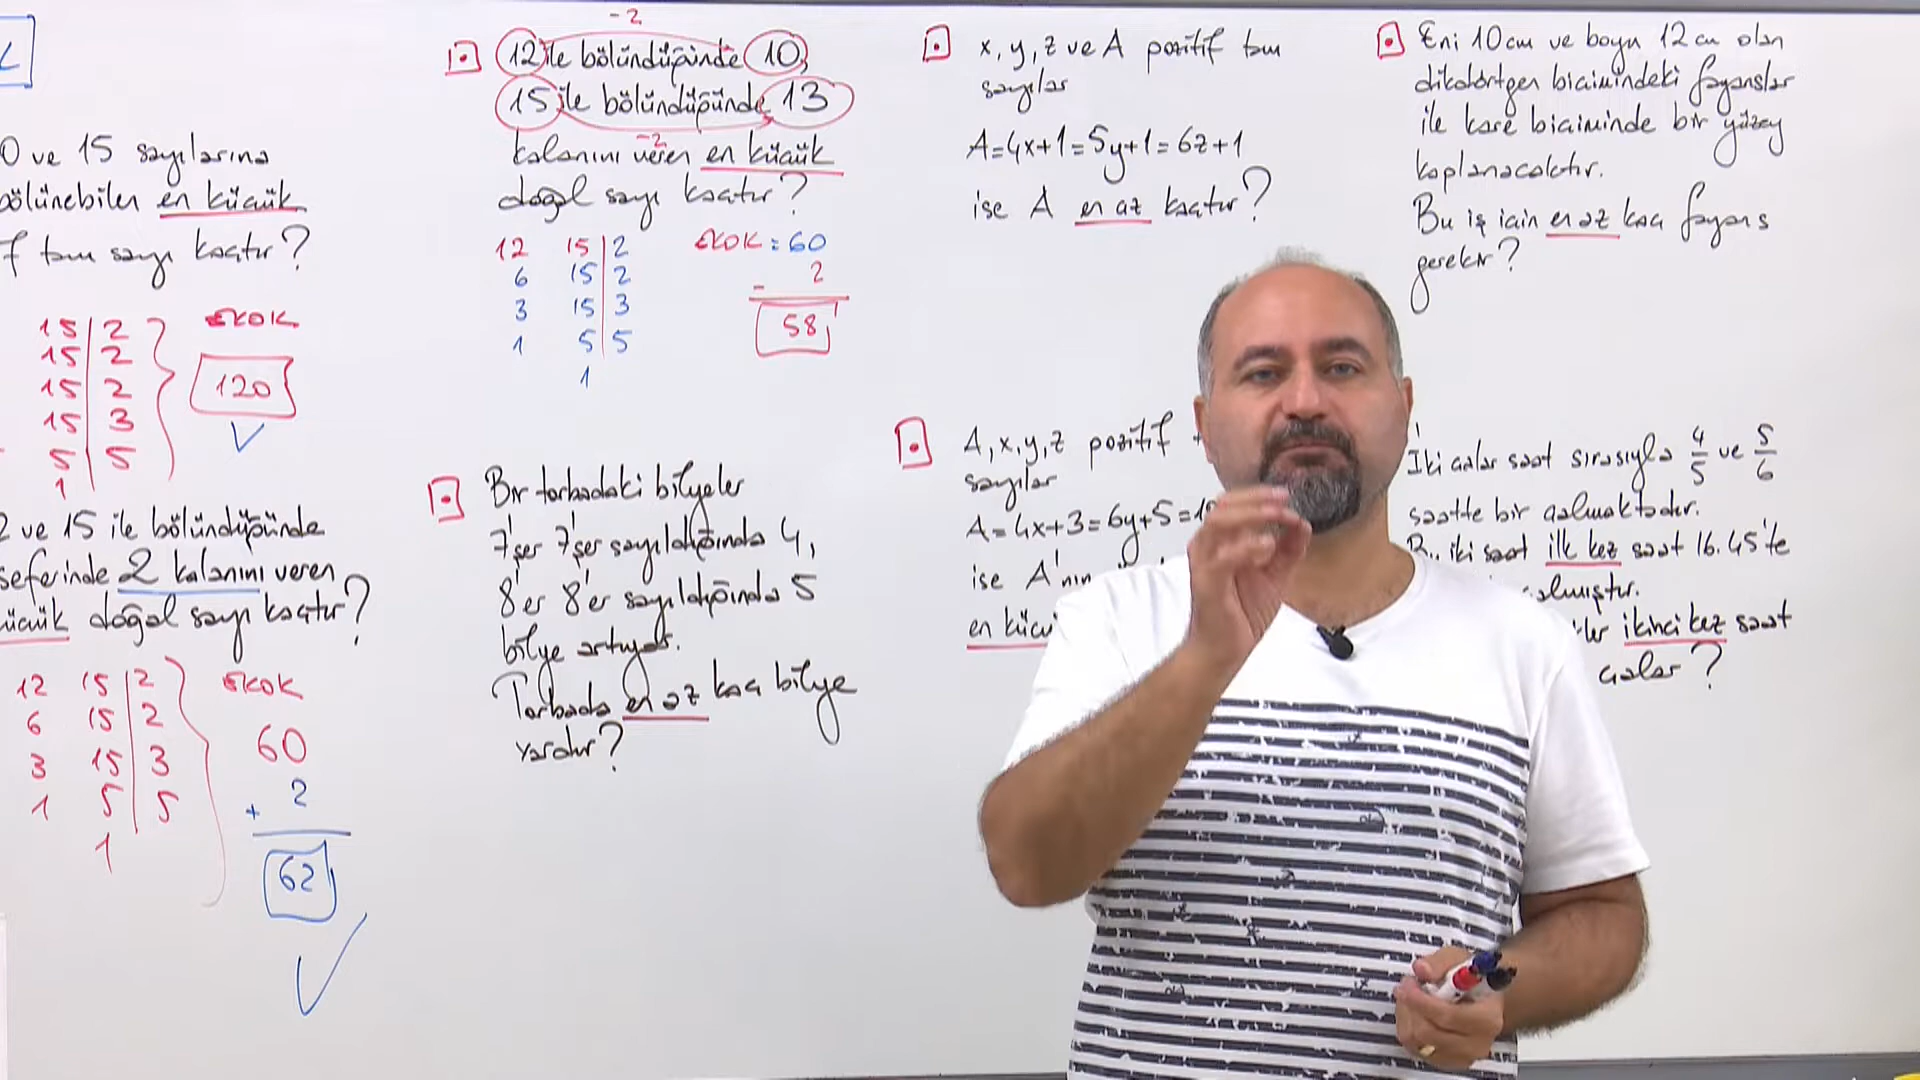 0 ve 15 sayılarına
bölünebilen en küçük
f tam sayı kaçtır?
15 | 2
15 | 2
15 | 2
15 | 3
5 | 5
1
EKOK
120
2 ve 15 ile bölündüğünde
seferinde 2 kalanını veren
küçük doğal sayı kaçtır?
12 15 | 2
6 15 | 2
3 15 | 3
1 5 | 5
1
EKOK
60
+ 2
62
-2
12 ile bölündüğünde 10,
15 ile bölündüğünde 13
-2
kalanını veren en küçük
doğal sayı kaçtır?
12 15 | 2
6 15 | 2
3 15 | 3
1 5 | 5
1
EKOK = 60
- 2
58
Bir torbadaki bilyeler
7'şer 7'şer sayıldığında 4,
8'er 8'er sayıldığında 5
bilye artıyor.
Torbada en az kaç bilye
vardır?
x, y, z ve A pozitif tam
sayılar
A=4x+1=5y+1=6z+1
ise A en az kaçtır?
A, x, y, z pozitif
sayılar
A=4x+3=6y+5=1
ise A'nın
en küçü
Eni 10 cm ve boyu 12 cm olan
dikdörtgen biçimindeki fayanslar
ile kare biçiminde bir yüzey
kaplanacaktır.
Bu iş için en az kaç fayans
gerekir?
İki çalar saat sırasıyla 4/5 ve 5/6
saatte bir çalmaktadır.
iki saat ilk kez saat 16.45'te
çalmıştır.
ikinci kez saat
çalar?